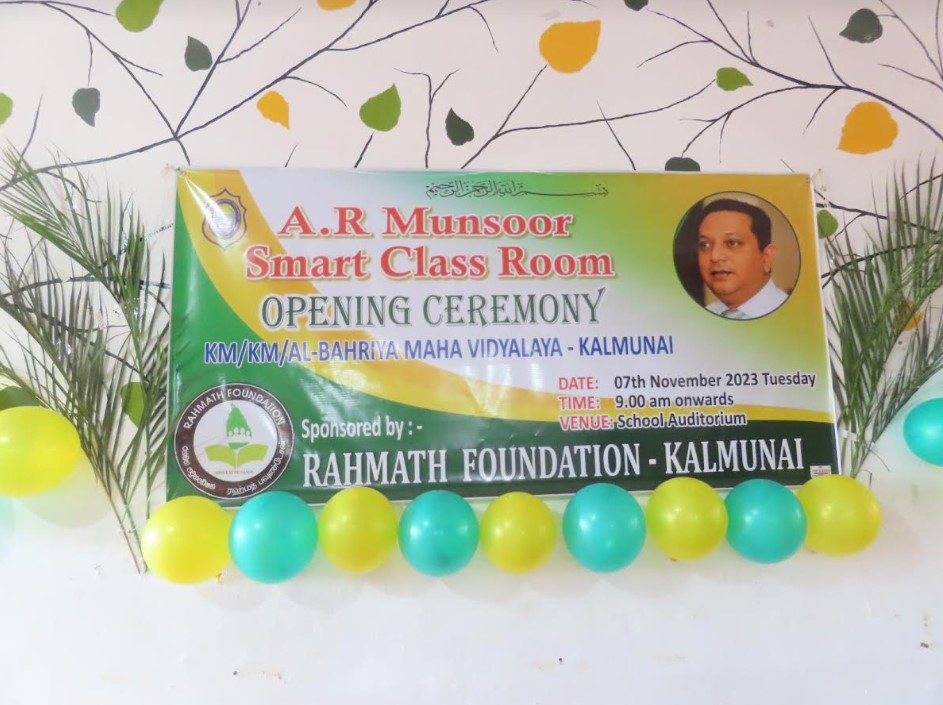 بسم الله الرحمن الرحيم
A.R Munsoor
Smart Class Room
OPENING CEREMONY
KM/KM/AL-BAHRIYA MAHA VIDYALAYA - KALMUNAI
DATE: 07th November 2023 Tuesday
TIME: 9.00 am onwards
VENUE: School Auditorium
RAHMATH FOUNDATION
Sponsored by : -
RAHMATH FOUNDATION - KALMUNAI